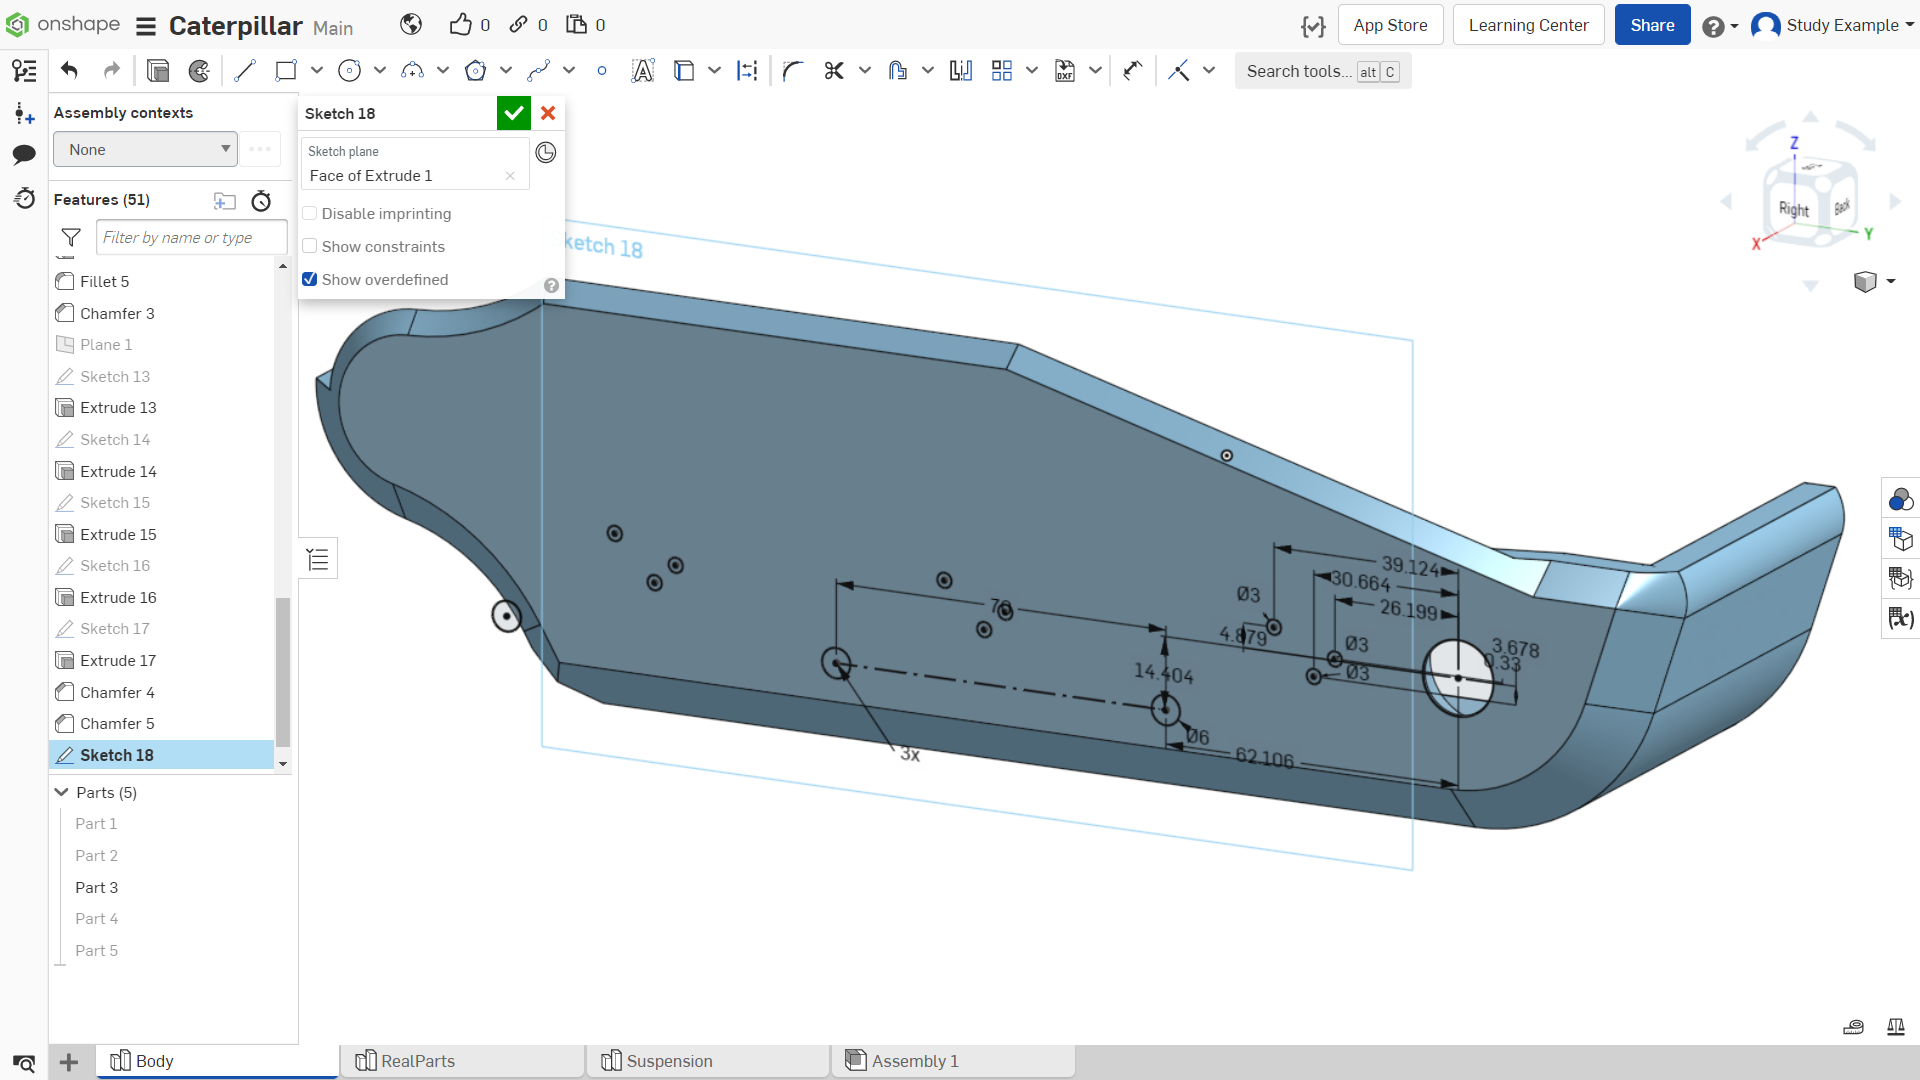 onshape
Caterpillar Main
0
0
0
App Store
Learning Center
Share
Study Example
Search tools... alt C
Assembly contexts
None
Features (51)
Filter by name or type
Fillet 5
Chamfer 3
Plane 1
Sketch 13
Extrude 13
Sketch 14
Extrude 14
Sketch 15
Extrude 15
Sketch 16
Extrude 16
Sketch 17
Extrude 17
Chamfer 4
Chamfer 5
Sketch 18
Parts (5)
Part 1
Part 2
Part 3
Part 4
Part 5
Sketch 18
Sketch plane
Face of Extrude 1
Disable imprinting
Show constraints
Show overdefined
ketch 18
DXF
Z
Right
Back
X
Y
39.124
30.664
Ø3
26.199
70
4.879
Ø3
3.678
0.33
14.404
Ø3
Ø6
3x
62.106
Body
RealParts
Suspension
Assembly 1